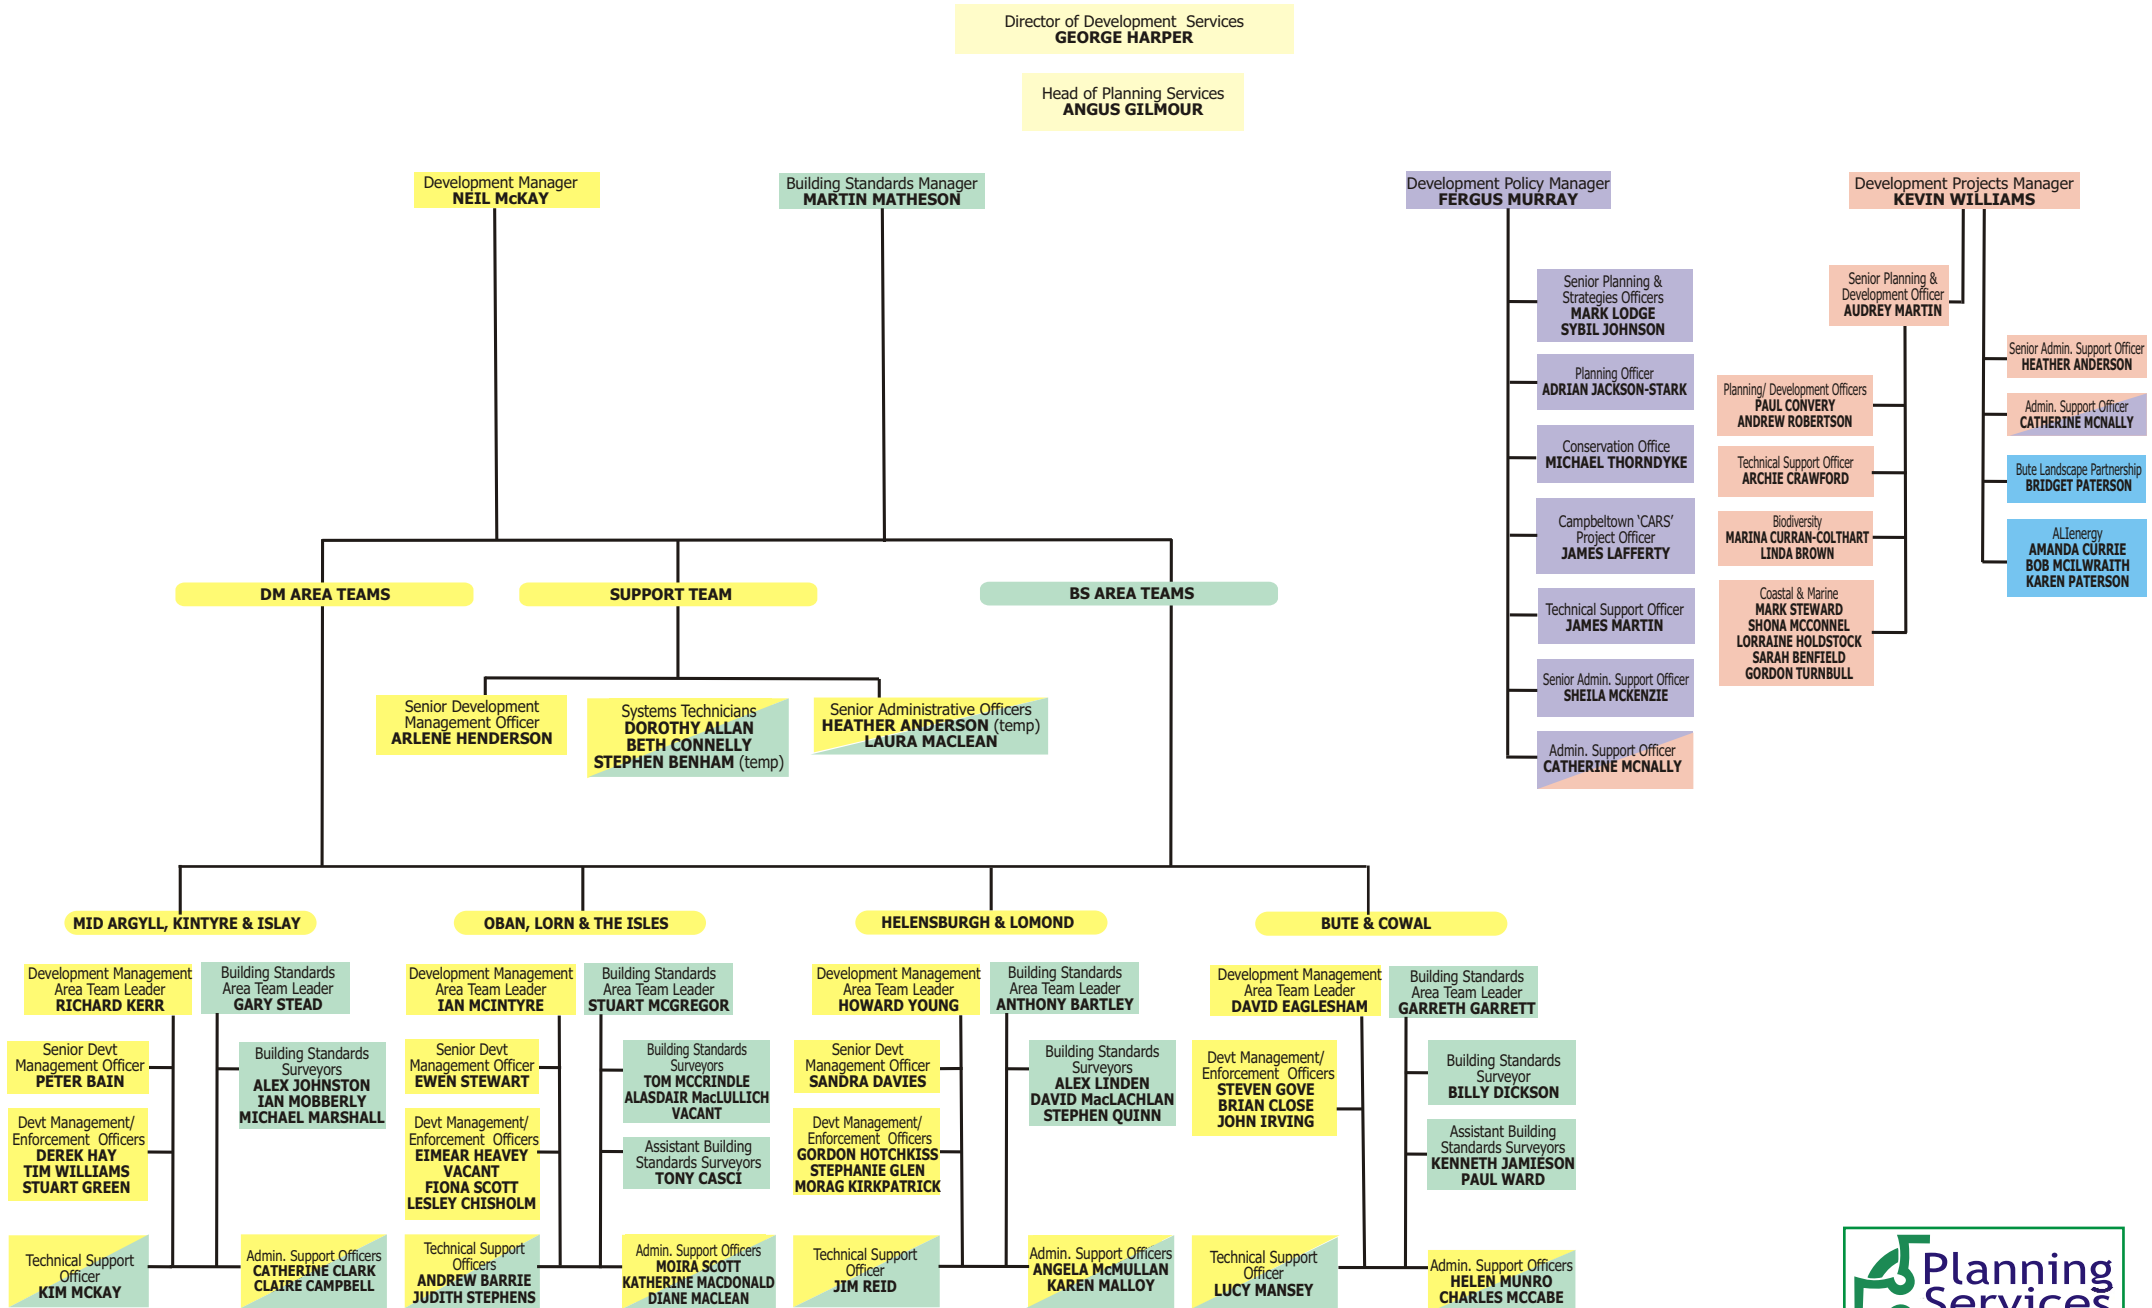 Director of Development Services
GEORGE HARPER
Head of Planning Services
ANGUS GILMOUR
Development Manager
NEIL McKAY
Building Standards Manager
MARTIN MATHESON
Development Policy Manager
FERGUS MURRAY
Development Projects Manager
KEVIN WILLIAMS
Senior Planning &
Strategies Officers
MARK LODGE
SYBIL JOHNSON
Planning Officer
ADRIAN JACKSON-STARK
Conservation Office
MICHAEL THORNDYKE
Campbeltown ‘CARS’
Project Officer
JAMES LAFFERTY
Technical Support Officer
JAMES MARTIN
Senior Admin. Support Officer
SHEILA MCKENZIE
Admin. Support Officer
CATHERINE MCNALLY
Senior Planning &
Development Officer
AUDREY MARTIN
Planning/ Development Officers
PAUL CONVERY
ANDREW ROBERTSON
Technical Support Officer
ARCHIE CRAWFORD
Biodiversity
MARINA CURRAN-COLTHART
LINDA BROWN
Coastal & Marine
MARK STEWARD
SHONA MCCONNEL
LORRAINE HOLDSTOCK
SARAH BENFIELD
GORDON TURNBULL
Senior Admin. Support Officer
HEATHER ANDERSON
Admin. Support Officer
CATHERINE MCNALLY
Bute Landscape Partnership
BRIDGET PATERSON
ALIenergy
AMANDA CURRIE
BOB MCILWRAITH
KAREN PATERSON
DM AREA TEAMS
SUPPORT TEAM
BS AREA TEAMS
Senior Development
Management Officer
ARLENE HENDERSON
Systems Technicians
DOROTHY ALLAN
BETH CONNELLY
STEPHEN BENHAM (temp)
Senior Administrative Officers
HEATHER ANDERSON (temp)
LAURA MACLEAN
MID ARGYLL, KINTYRE & ISLAY
OBAN, LORN & THE ISLES
HELENSBURGH & LOMOND
BUTE & COWAL
Development Management
Area Team Leader
RICHARD KERR
Building Standards
Area Team Leader
GARY STEAD
Senior Devt
Management Officer
PETER BAIN
Building Standards
Surveyors
ALEX JOHNSTON
IAN MOBBERLY
MICHAEL MARSHALL
Devt Management/
Enforcement Officers
DEREK HAY
TIM WILLIAMS
STUART GREEN
Technical Support
Officer
KIM MCKAY
Admin. Support Officers
CATHERINE CLARK
CLAIRE CAMPBELL
Development Management
Area Team Leader
IAN MCINTYRE
Building Standards
Area Team Leader
STUART MCGREGOR
Senior Devt
Management Officer
EWEN STEWART
Building Standards
Surveyors
TOM MCCRINDLE
ALASDAIR MacLULLICH
VACANT
Devt Management/
Enforcement Officers
EIMEAR HEAVEY
VACANT
FIONA SCOTT
LESLEY CHISHOLM
Assistant Building
Standards Surveyors
TONY CASCI
Technical Support
Officers
ANDREW BARRIE
JUDITH STEPHENS
Admin. Support Officers
MOIRA SCOTT
KATHERINE MACDONALD
DIANE MACLEAN
Development Management
Area Team Leader
HOWARD YOUNG
Building Standards
Area Team Leader
ANTHONY BARTLEY
Senior Devt
Management Officer
SANDRA DAVIES
Building Standards
Surveyors
ALEX LINDEN
DAVID MacLACHLAN
STEPHEN QUINN
Devt Management/
Enforcement Officers
GORDON HOTCHKISS
STEPHANIE GLEN
MORAG KIRKPATRICK
Technical Support
Officer
JIM REID
Admin. Support Officers
ANGELA McMULLAN
KAREN MALLOY
Development Management
Area Team Leader
DAVID EAGLESHAM
Building Standards
Area Team Leader
GARRETH GARRETT
Devt Management/
Enforcement Officers
STEVEN GOVE
BRIAN CLOSE
JOHN IRVING
Building Standards
Surveyor
BILLY DICKSON
Assistant Building
Standards Surveyors
KENNETH JAMIESON
PAUL WARD
Technical Support
Officer
LUCY MANSEY
Admin. Support Officers
HELEN MUNRO
CHARLES MCCABE
Planning
Services